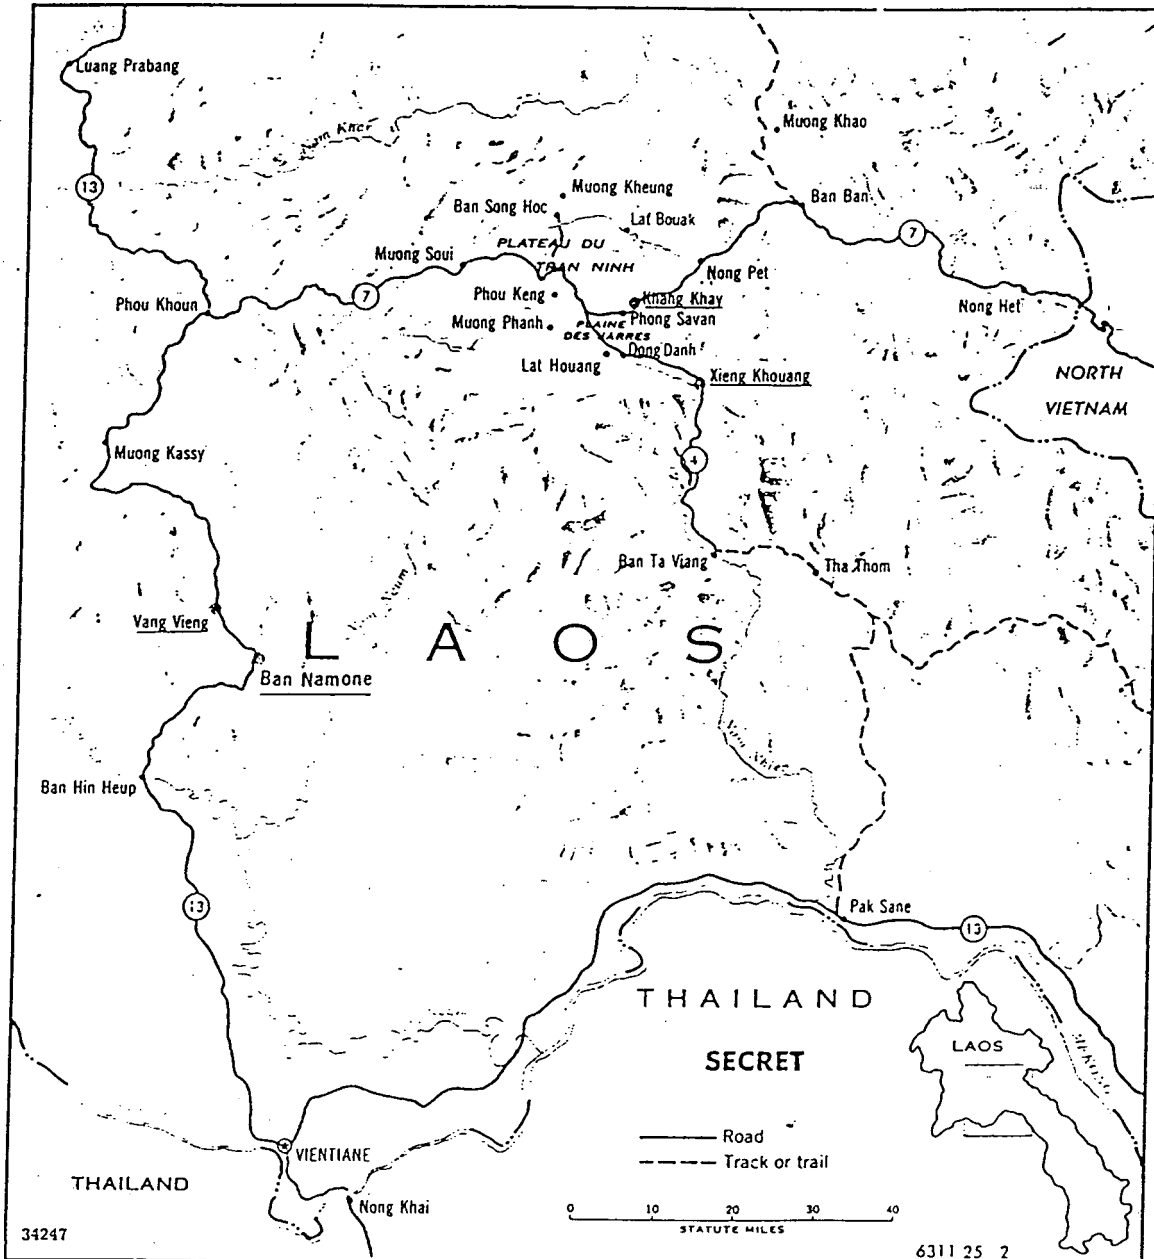 Luang Prabang
Muong Khao
13
Muong Kheung
Ban Song Hoc
Ban Ban
Lat Bouak
7
PLATEAU DU
TRAN NINH
Muong Soui
Nong Pet
7
Phou Keng
Khang Khay
Nong Het
Phou Khoun
Phong Savan
Muong Phanh
PLAINE
DES JARRES
Dong Danh
Lat Houang
Xieng Khouang
NORTH
VIETNAM
Muong Kassy
4
Ban Ta Viang
Tha Thom
Vang Vieng
LAOS
Ban Namone
Ban Hin Heup
13
Pak Sane
13
THAILAND
SECRET
LAOS
Road
Track or trail
VIENTIANE
THAILAND
Nong Khai
0 10 20 30 40
STATUTE MILES
34247
6311 25 2